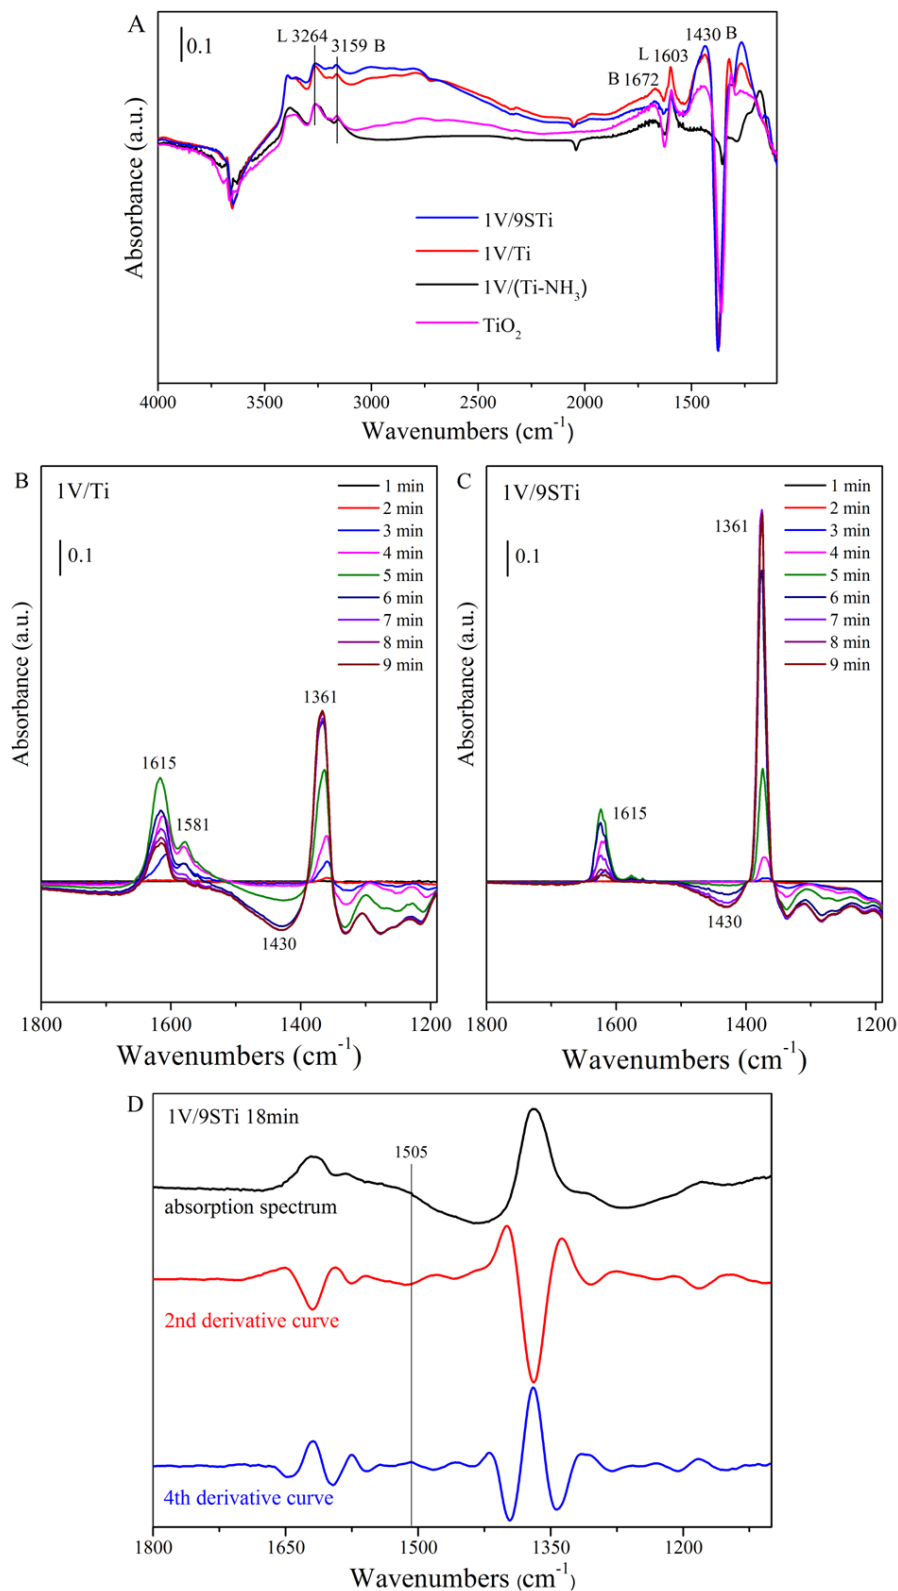 A
0.1
L 3264
3159 B
1430 B
L 1603
B 1672
1V/9STi
1V/Ti
1V/(Ti-NH₃)
TiO₂
Absorbance (a.u.)
4000 3500 3000 2500 2000 1500
Wavenumbers (cm⁻¹)
B
1V/Ti
0.1
1 min
2 min
3 min
4 min
5 min
6 min
7 min
8 min
9 min
1361
1615
1581
1430
Absorbance (a.u.)
1800 1600 1400 1200
Wavenumbers (cm⁻¹)
C
1V/9STi
0.1
1361
1 min
2 min
3 min
4 min
5 min
6 min
7 min
8 min
9 min
1615
1430
Absorbance (a.u.)
1800 1600 1400 1200
Wavenumbers (cm⁻¹)
D
1V/9STi 18min
1505
absorption spectrum
2nd derivative curve
4th derivative curve
1800 1650 1500 1350 1200
Wavenumbers (cm⁻¹)